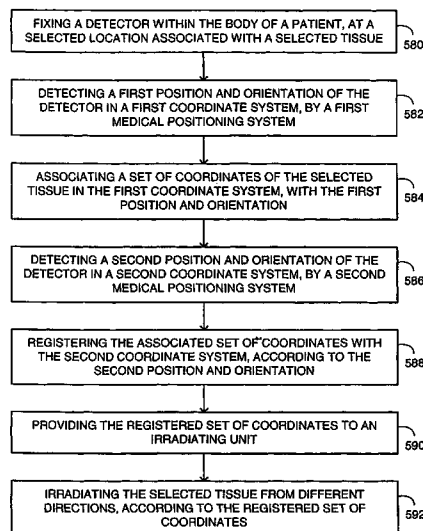 FIXING A DETECTOR WITHIN THE BODY OF A PATIENT, AT A
SELECTED LOCATION ASSOCIATED WITH A SELECTED TISSUE
580
DETECTING A FIRST POSITION AND ORIENTATION OF THE
DETECTOR IN A FIRST COORDINATE SYSTEM, BY A FIRST
MEDICAL POSITIONING SYSTEM
582
ASSOCIATING A SET OF COORDINATES OF THE SELECTED
TISSUE IN THE FIRST COORDINATE SYSTEM, WITH THE FIRST
POSITION AND ORIENTATION
584
DETECTING A SECOND POSITION AND ORIENTATION OF THE
DETECTOR IN A SECOND COORDINATE SYSTEM, BY A SECOND
MEDICAL POSITIONING SYSTEM
586
REGISTERING THE ASSOCIATED SET OF COORDINATES WITH
THE SECOND COORDINATE SYSTEM, ACCORDING TO THE
SECOND POSITION AND ORIENTATION
588
PROVIDING THE REGISTERED SET OF COORDINATES TO AN
IRRADIATING UNIT
590
IRRADIATING THE SELECTED TISSUE FROM DIFFERENT
DIRECTIONS, ACCORDING TO THE REGISTERED SET OF
COORDINATES
592